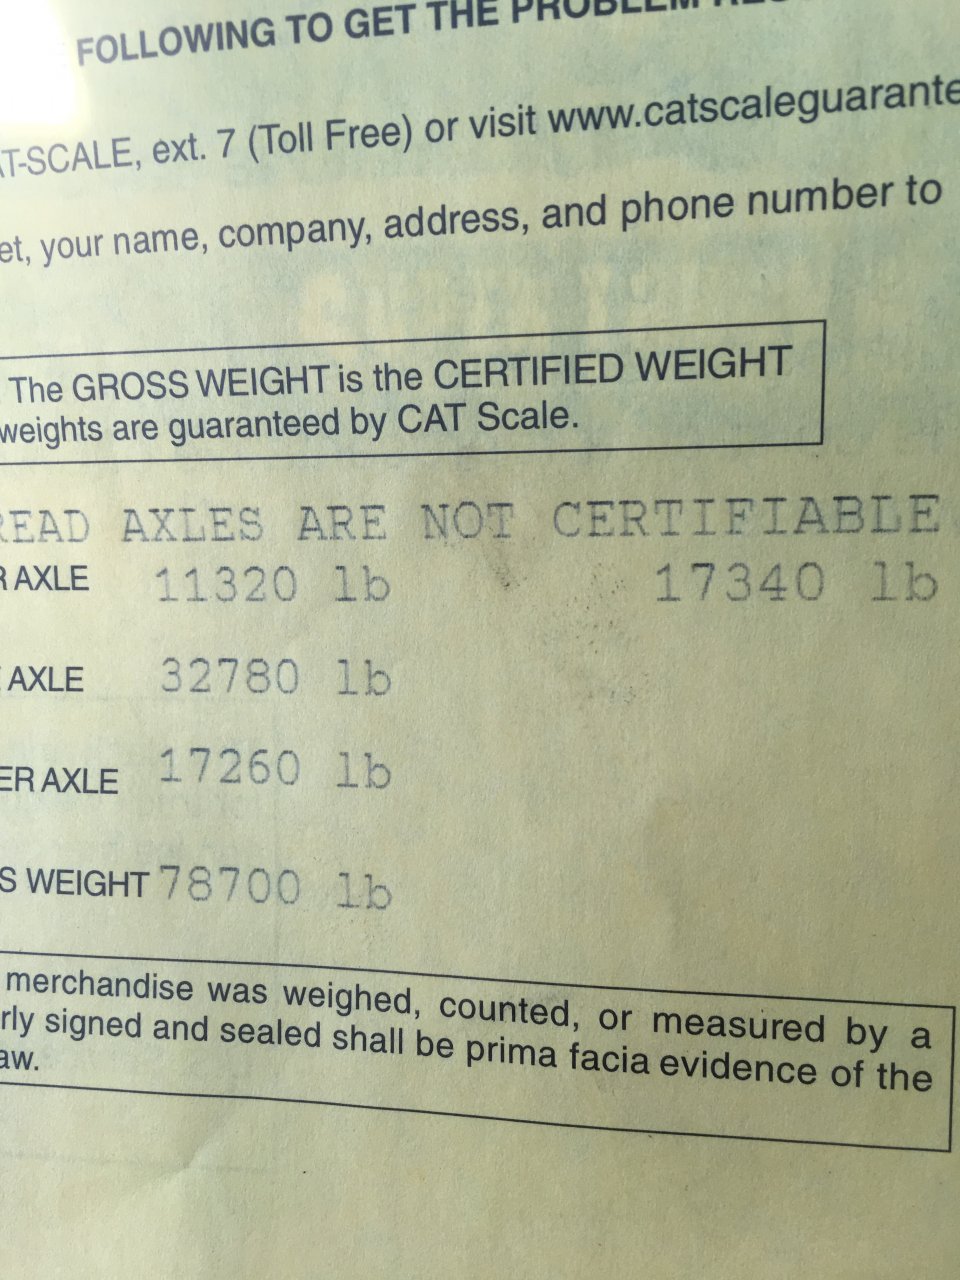 FOLLOWING TO GET THE PROBLEM
AT-SCALE, ext. 7 (Toll Free) or visit www.catscaleguarante
et, your name, company, address, and phone number to
The GROSS WEIGHT is the CERTIFIED WEIGHT
weights are guaranteed by CAT Scale.
READ AXLES ARE NOT CERTIFIABLE
R AXLE 11320 lb 17340 lb
AXLE 32780 lb
ER AXLE 17260 lb
S WEIGHT 78700 lb
merchandise was weighed, counted, or measured by a
rly signed and sealed shall be prima facia evidence of the
aw.